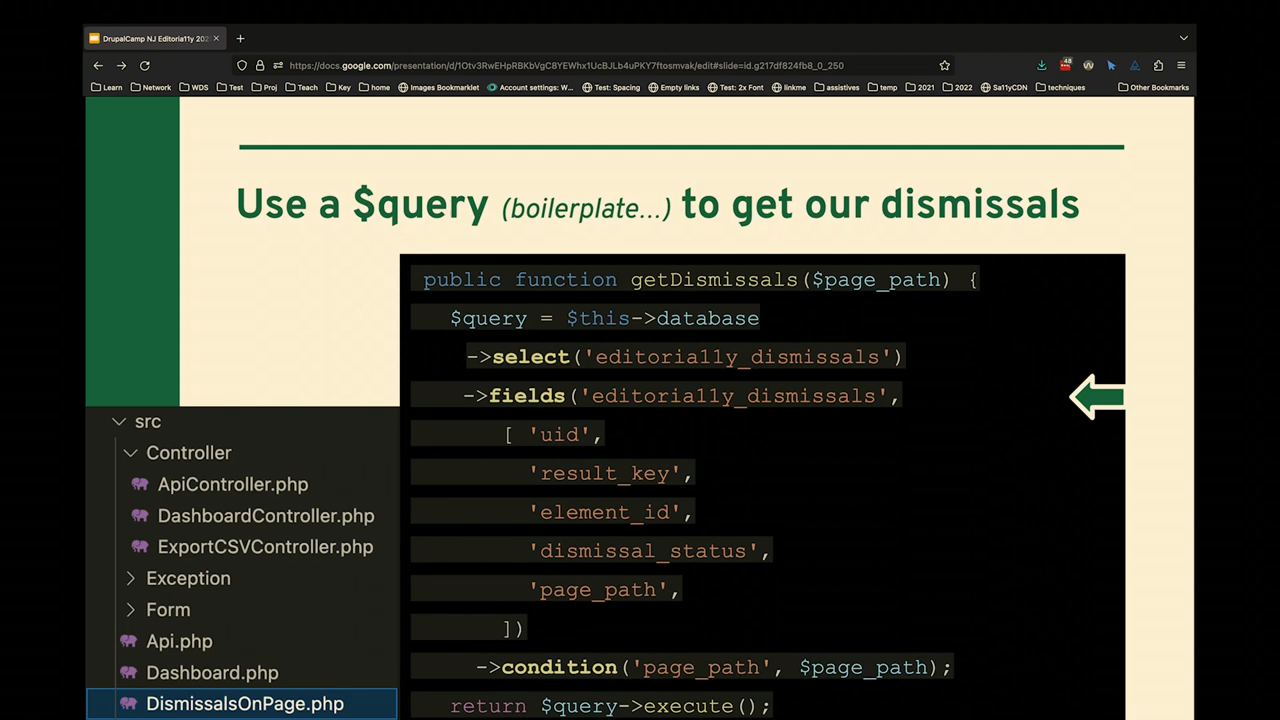 DrupalCamp NJ Editoria11y 202
https://docs.google.com/presentation/d/1Otv3RwEHpRBKbVgC8YEWhx1UcBJLb4uPKY7ftosmvak/edit#slide=id.g217df824fb8_0_250
48
Learn Network WDS Test Proj Teach Key home Images Bookmarklet Account settings: W... Test: Spacing Empty links Test: 2x Font linkme assistives temp 2021 2022 Sa11yCDN techniques Other Bookmarks
Use a $query (boilerplate...) to get our dismissals
public function getDismissals($page_path) {
$query = $this->database
->select('editoria11y_dismissals')
->fields('editoria11y_dismissals',
[ 'uid',
'result_key',
'element_id',
'dismissal_status',
'page_path',
])
->condition('page_path', $page_path);
return $query->execute();
src
Controller
ApiController.php
DashboardController.php
ExportCSVController.php
Exception
Form
Api.php
Dashboard.php
DismissalsOnPage.php